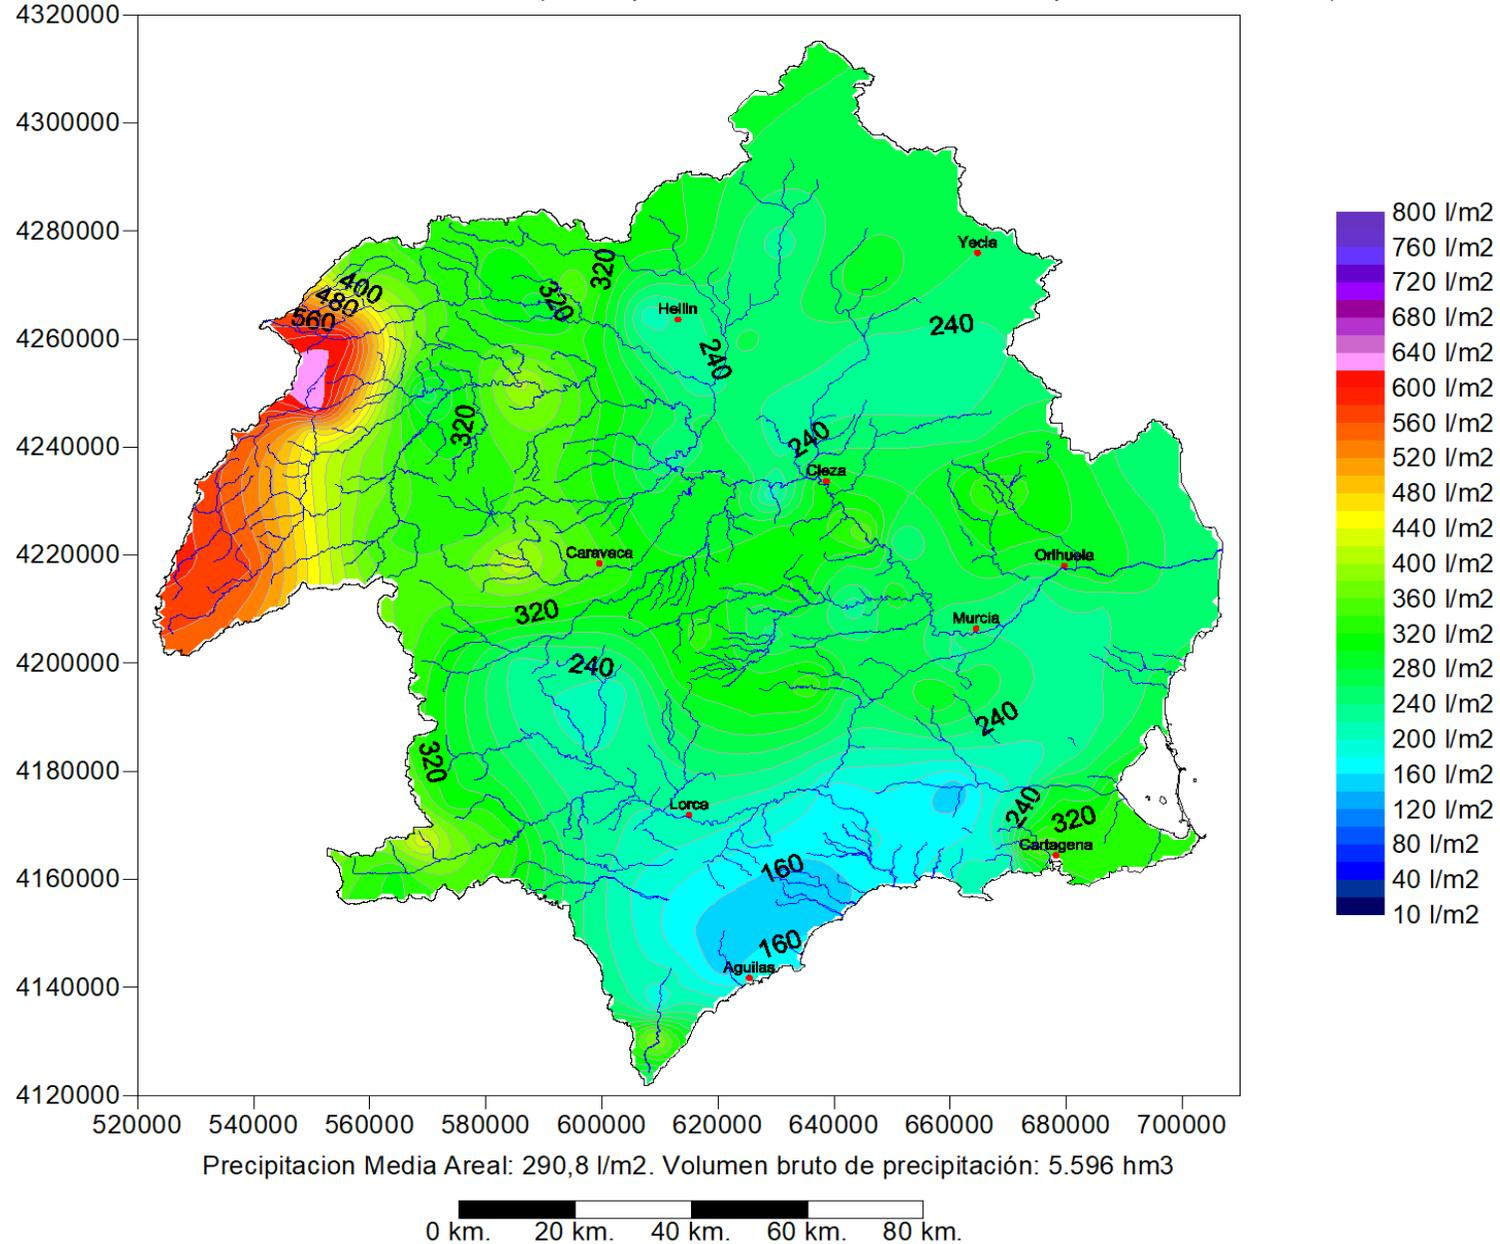 4320000
4300000
4280000
4260000
4240000
4220000
4200000
4180000
4160000
4140000
4120000
520000 540000 560000 580000 600000 620000 640000 660000 680000 700000
400
480
560
320
320
320
320
240
320
240
240
240
240
240
320
160
160
Yecla
Hellin
Cieza
Caravaca
Orihuela
Murcia
Lorca
Cartagena
Aguilas
800 l/m2
760 l/m2
720 l/m2
680 l/m2
640 l/m2
600 l/m2
560 l/m2
520 l/m2
480 l/m2
440 l/m2
400 l/m2
360 l/m2
320 l/m2
280 l/m2
240 l/m2
200 l/m2
160 l/m2
120 l/m2
80 l/m2
40 l/m2
10 l/m2
Precipitacion Media Areal: 290,8 l/m2. Volumen bruto de precipitación: 5.596 hm3
0 km. 20 km. 40 km. 60 km. 80 km.